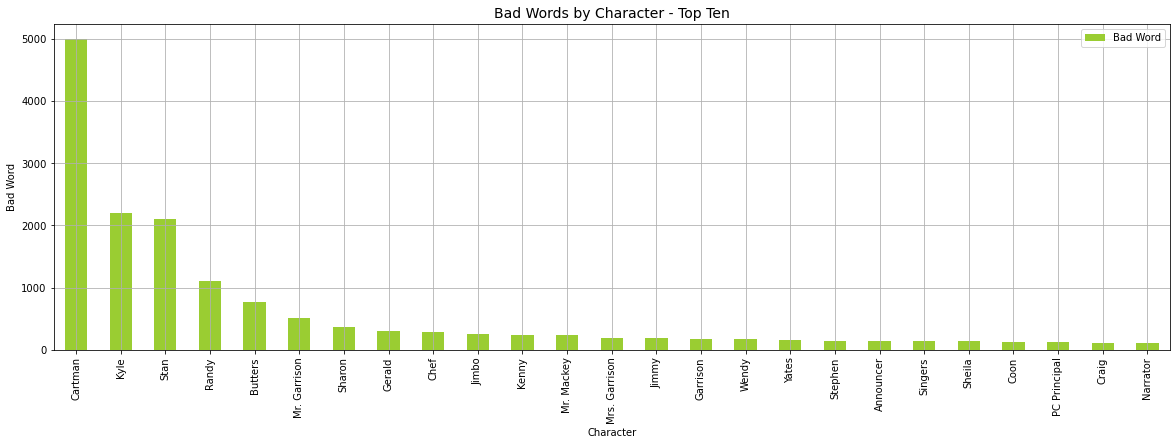 Bad Words by Character - Top Ten
Bad Word
5000
4000
3000
2000
1000
0
Bad Word
Cartman
Kyle
Stan
Randy
Butters
Mr. Garrison
Sharon
Gerald
Chef
Jimbo
Kenny
Mr. Mackey
Mrs. Garrison
Jimmy
Garrison
Wendy
Yates
Stephen
Announcer
Singers
Sheila
Coon
PC Principal
Craig
Narrator
Character